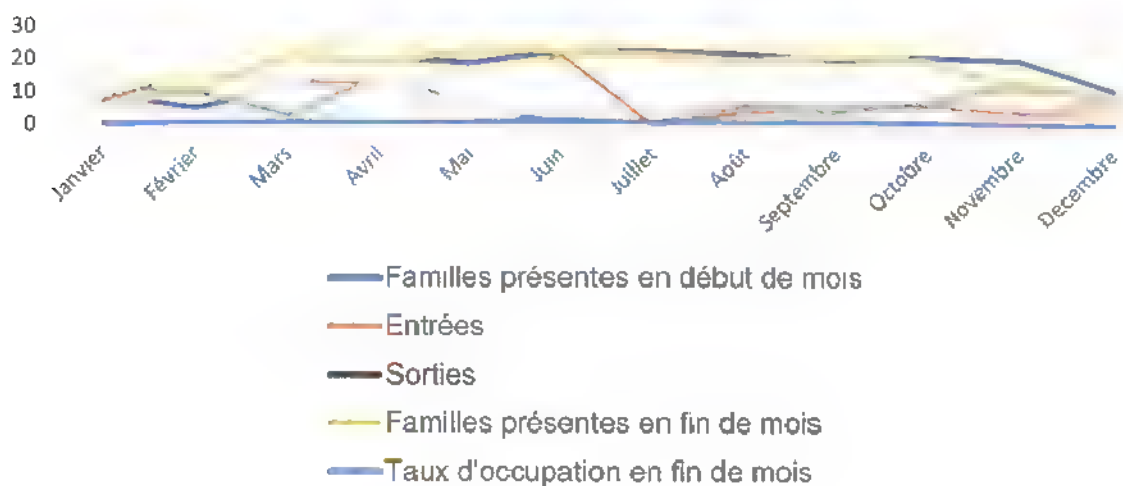 30
20
10
0
Janvier
Février
Mars
Avril
Mai
Juin
Juillet
Août
Septembre
Octobre
Novembre
Decembre
Familles présentes en début de mois
Entrées
Sorties
Familles présentes en fin de mois
Taux d'occupation en fin de mois